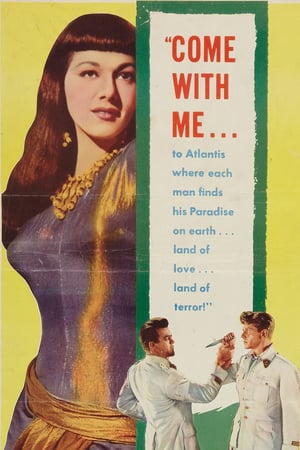 "COME
WITH
ME...
to Atlantis
where each
man finds
his Paradise
on earth...
land of
love...
land of
terror!"